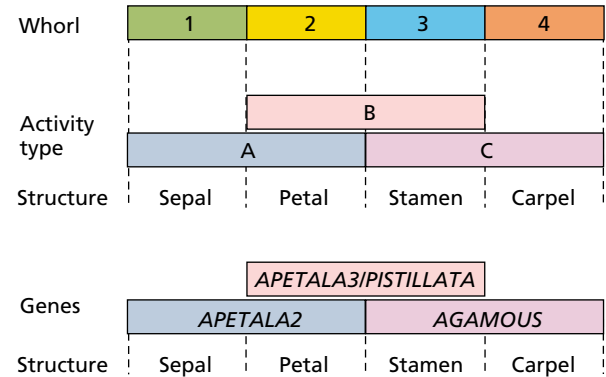 Whorl 1 2 3 4
B
Activity
type
A C
Structure Sepal Petal Stamen Carpel
APETALA3/PISTILLATA
Genes
APETALA2 AGAMOUS
Structure Sepal Petal Stamen Carpel